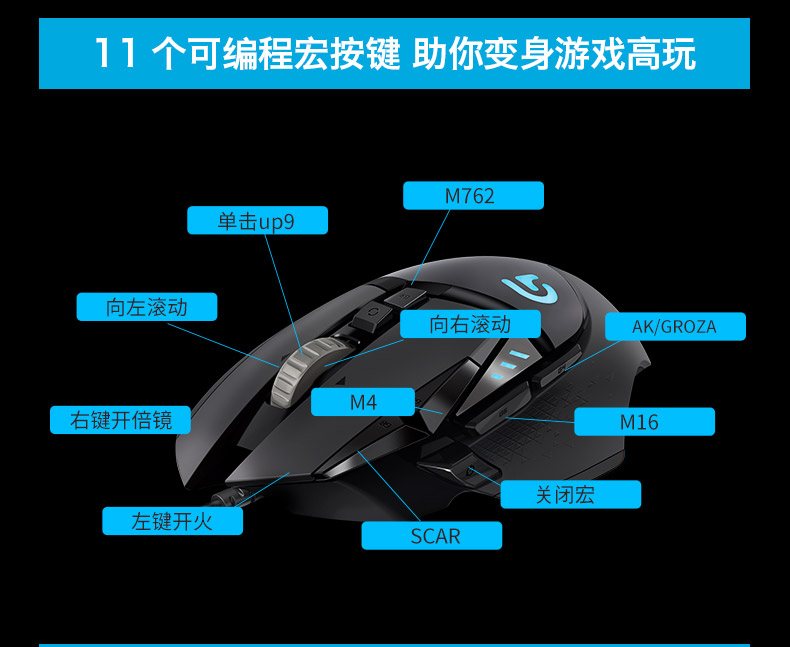 11 个可编程宏按键 助你变身游戏高玩
M762
单击up9
向左滚动
向右滚动
AK/GROZA
M4
右键开倍镜
M16
关闭宏
左键开火
SCAR